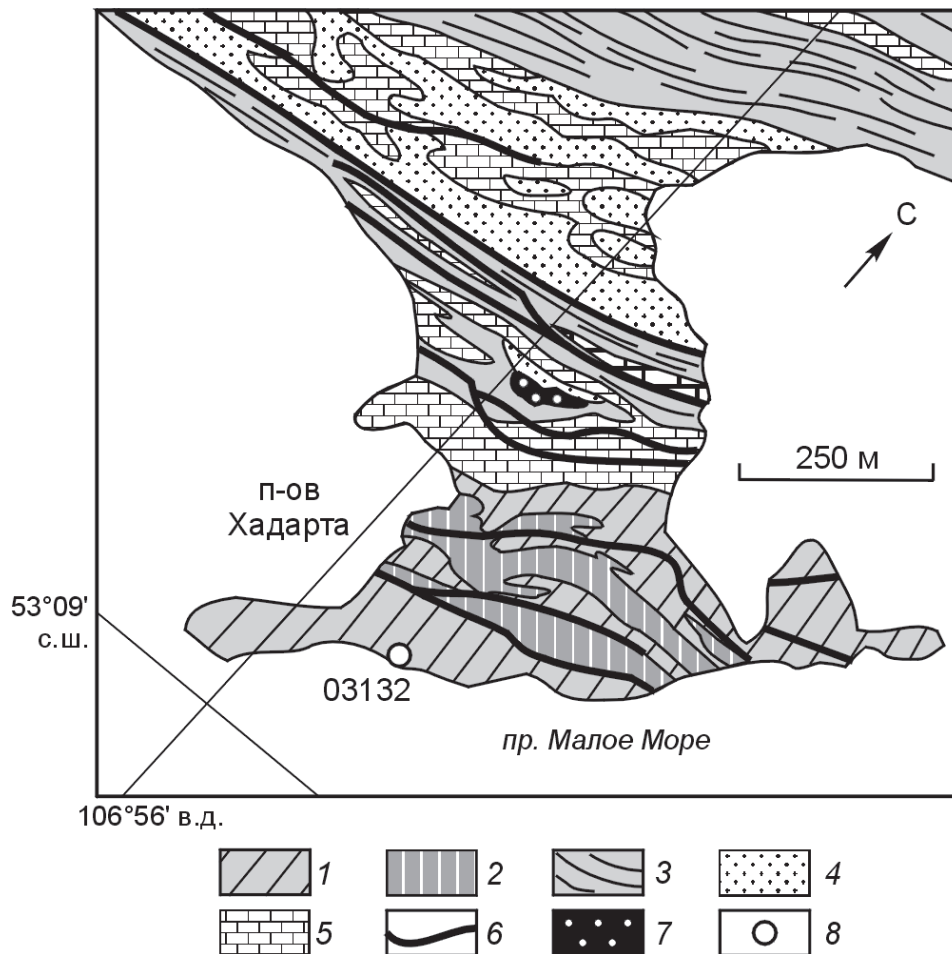 С
250 м
п-ов
Хадарта
53°09'
с.ш.
03132
пр. Малое Море
106°56' в.д.
1 2 3 4
5 6 7 8